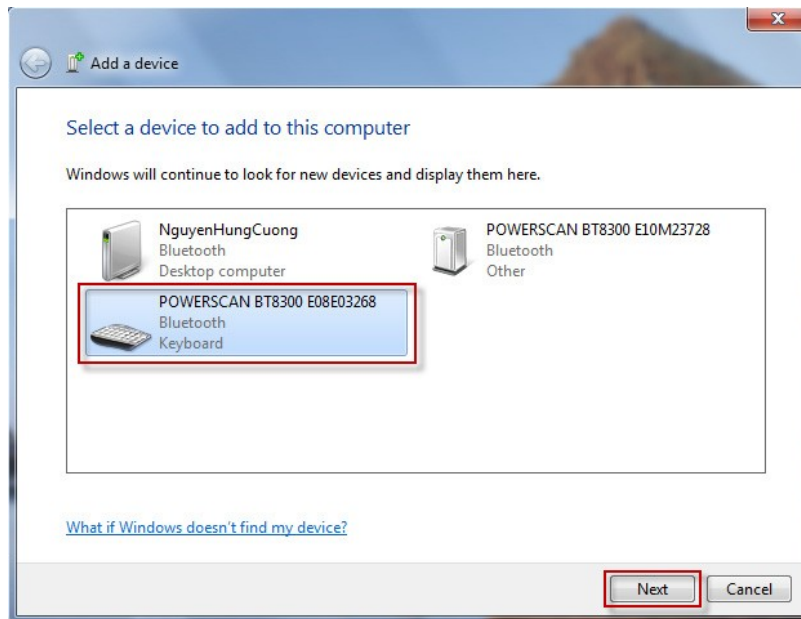 Add a device
Select a device to add to this computer
Windows will continue to look for new devices and display them here.
NguyenHungCuong
Bluetooth
Desktop computer
POWERSCAN BT8300 E10M23728
Bluetooth
Other
POWERSCAN BT8300 E08E03268
Bluetooth
Keyboard
What if Windows doesn't find my device?
Next
Cancel